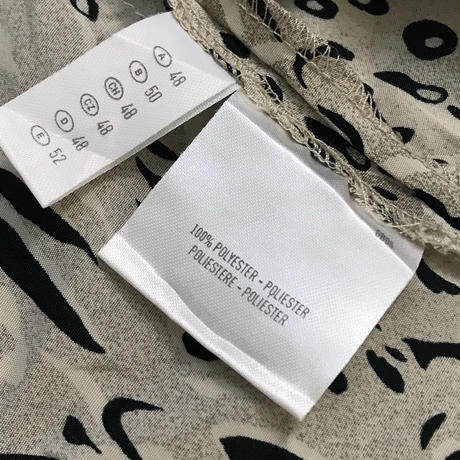 A 48
B 50
CH 48
CZ 48
D 48
E 52
100% POLYESTER - POLIESTER
POLIESTERE - POLIESTER